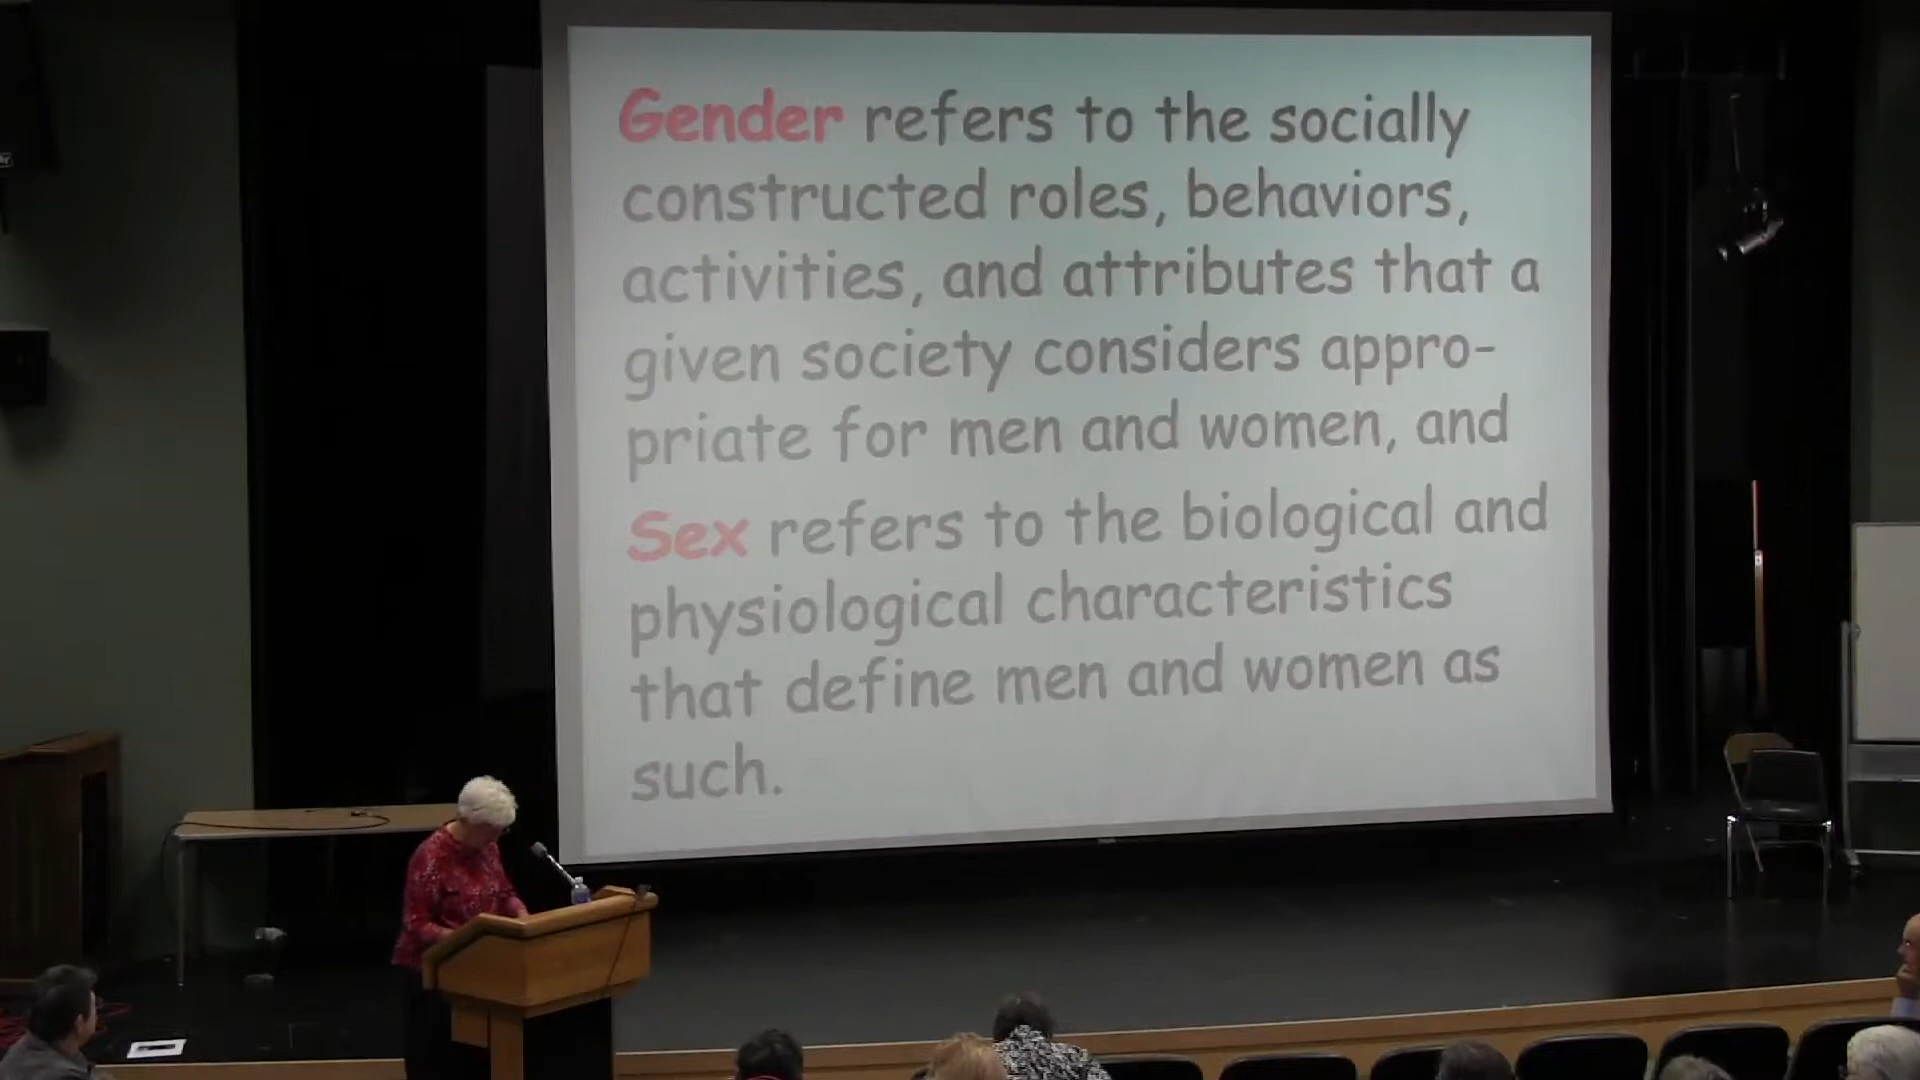 Gender refers to the socially
constructed roles, behaviors,
activities, and attributes that a
given society considers appro-
priate for men and women, and
Sex refers to the biological and
physiological characteristics
that define men and women as
such.